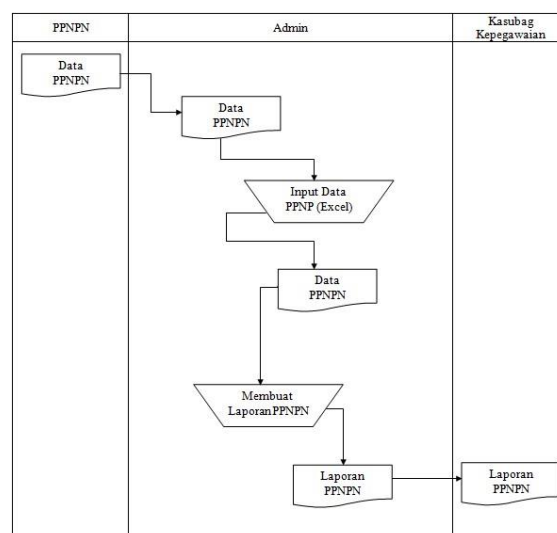 PPNPN
Admin
Kasubag
Kepegawaian
Data
PPNPN
Data
PPNPN
Input Data
PPNP (Excel)
Data
PPNPN
Membuat
LaporanPPNPN
Laporan
PPNPN
Laporan
PPNPN